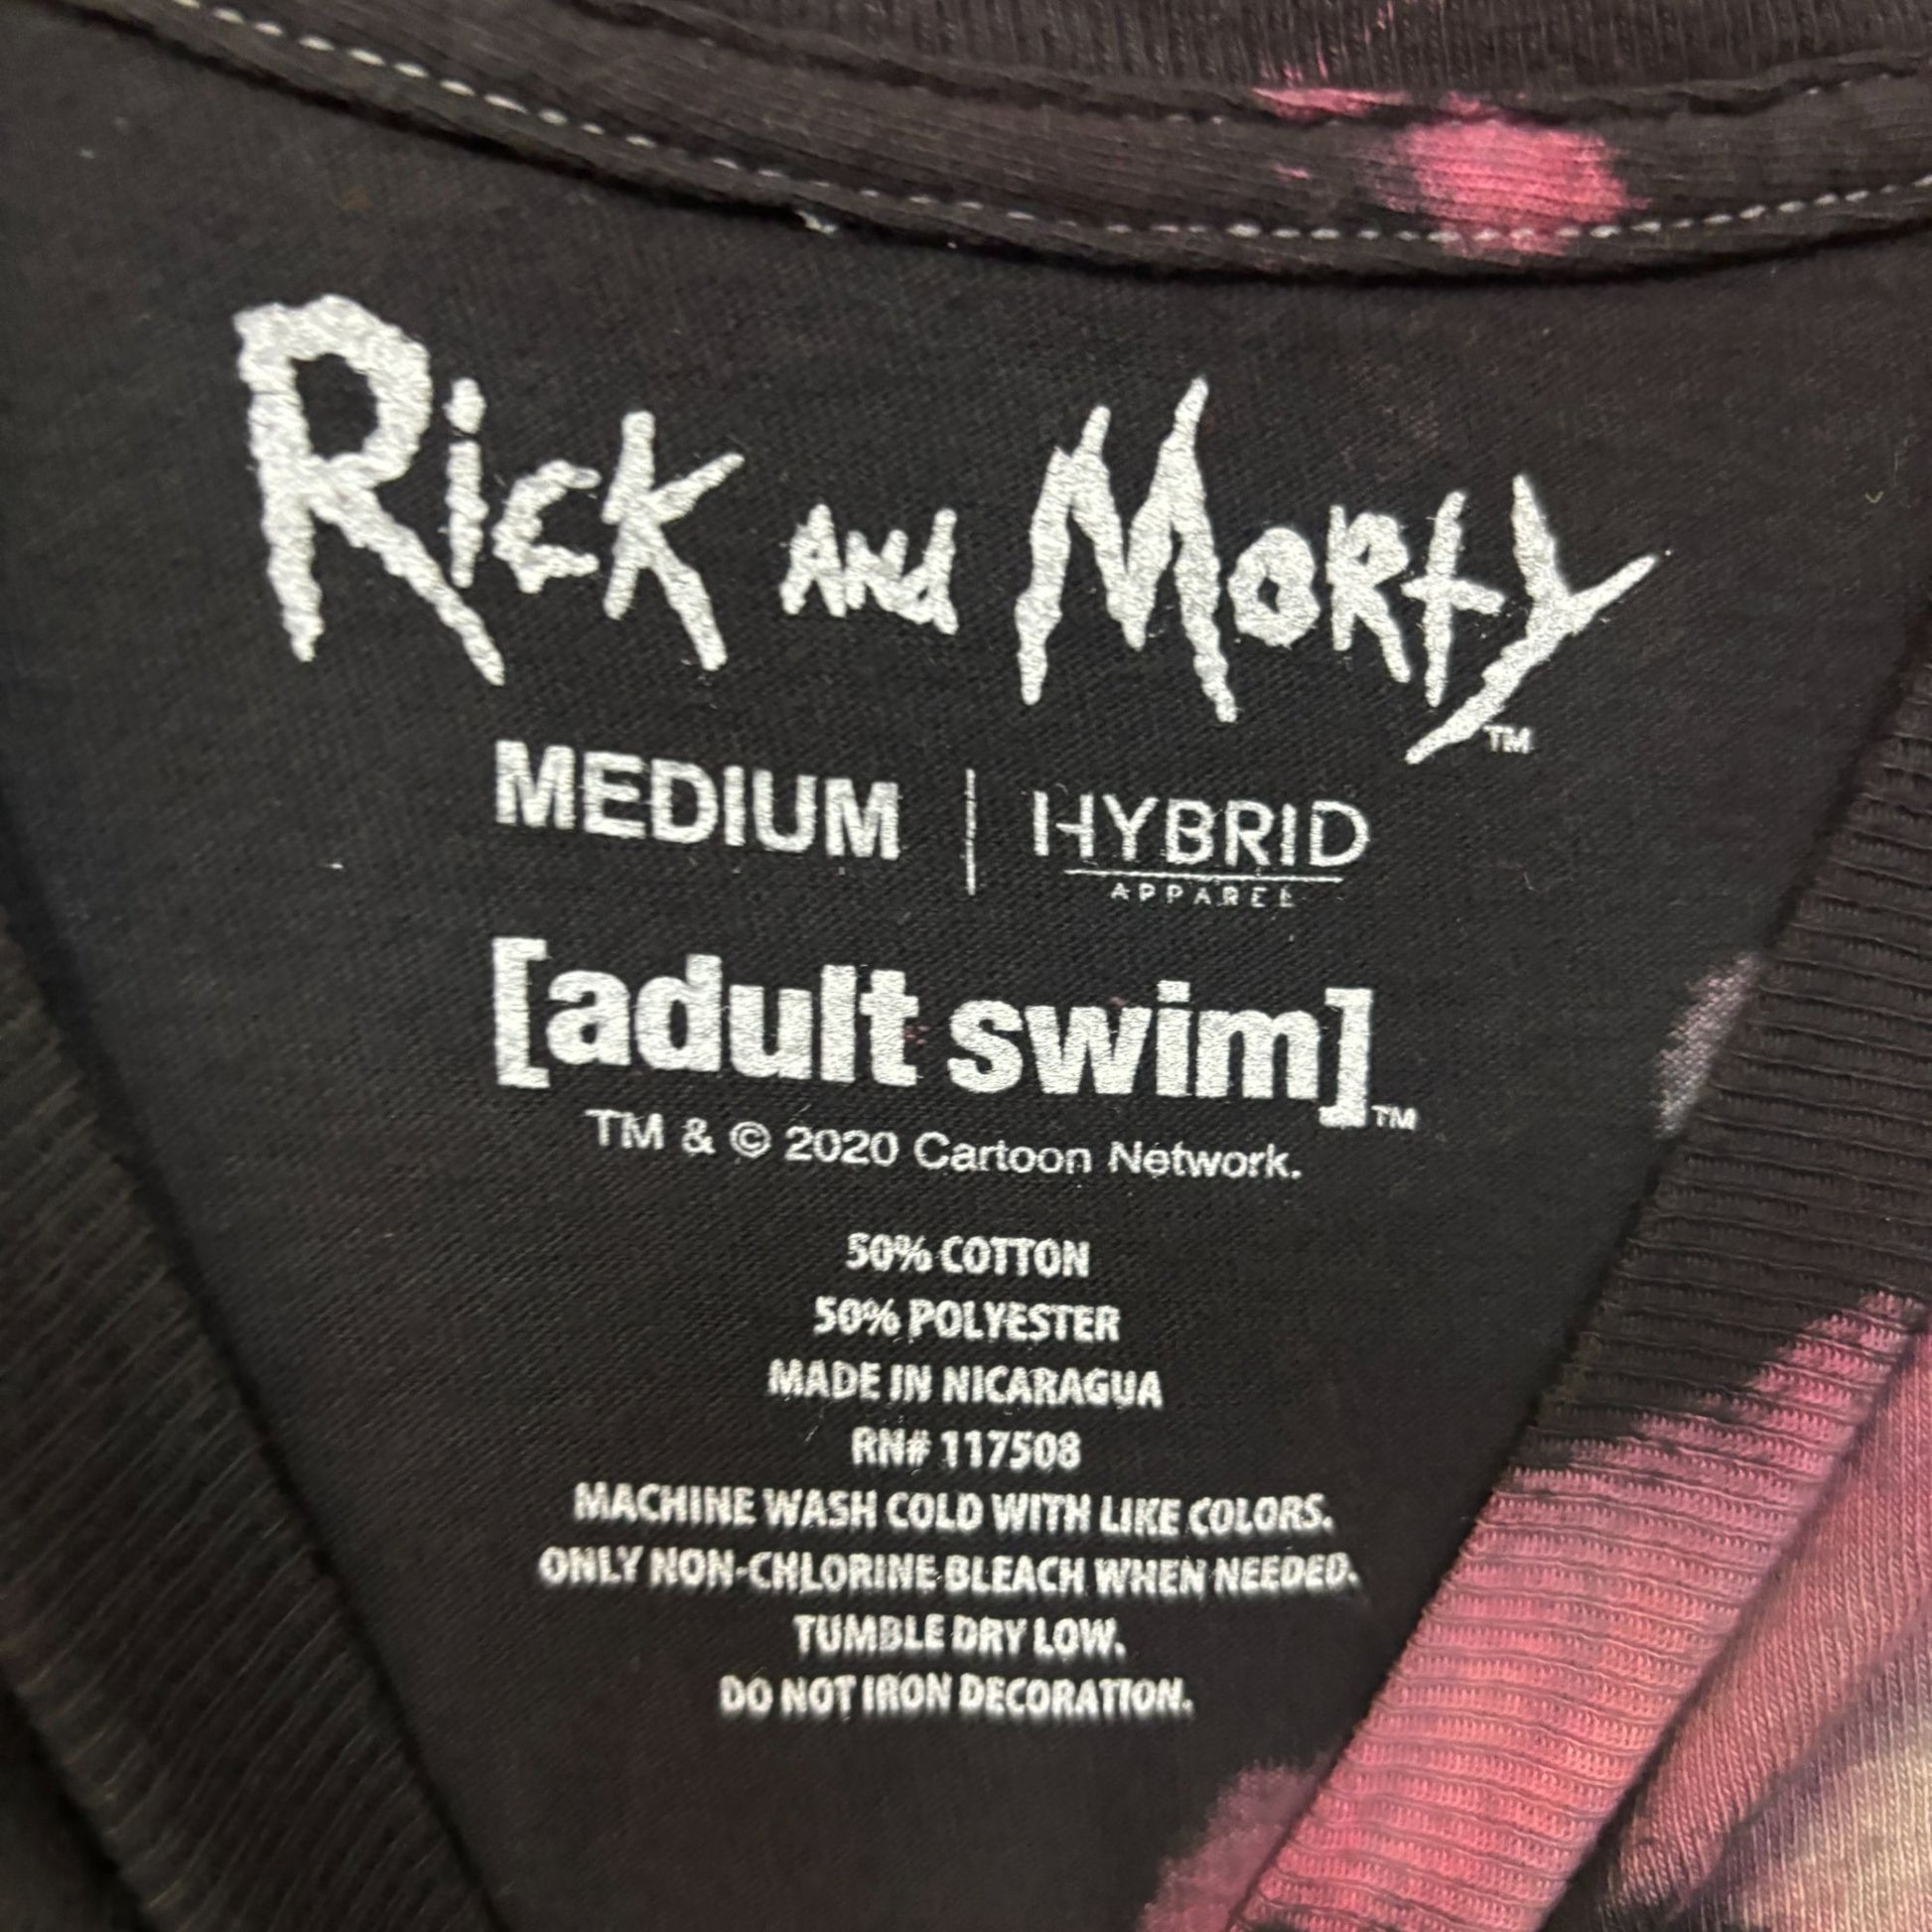 Rick and Morty™
MEDIUM | HYBRID
APPAREL
[adult swim]™
TM & © 2020 Cartoon Network.
50% COTTON
50% POLYESTER
MADE IN NICARAGUA
RN# 117508
MACHINE WASH COLD WITH LIKE COLORS.
ONLY NON-CHLORINE BLEACH WHEN NEEDED.
TUMBLE DRY LOW.
DO NOT IRON DECORATION.